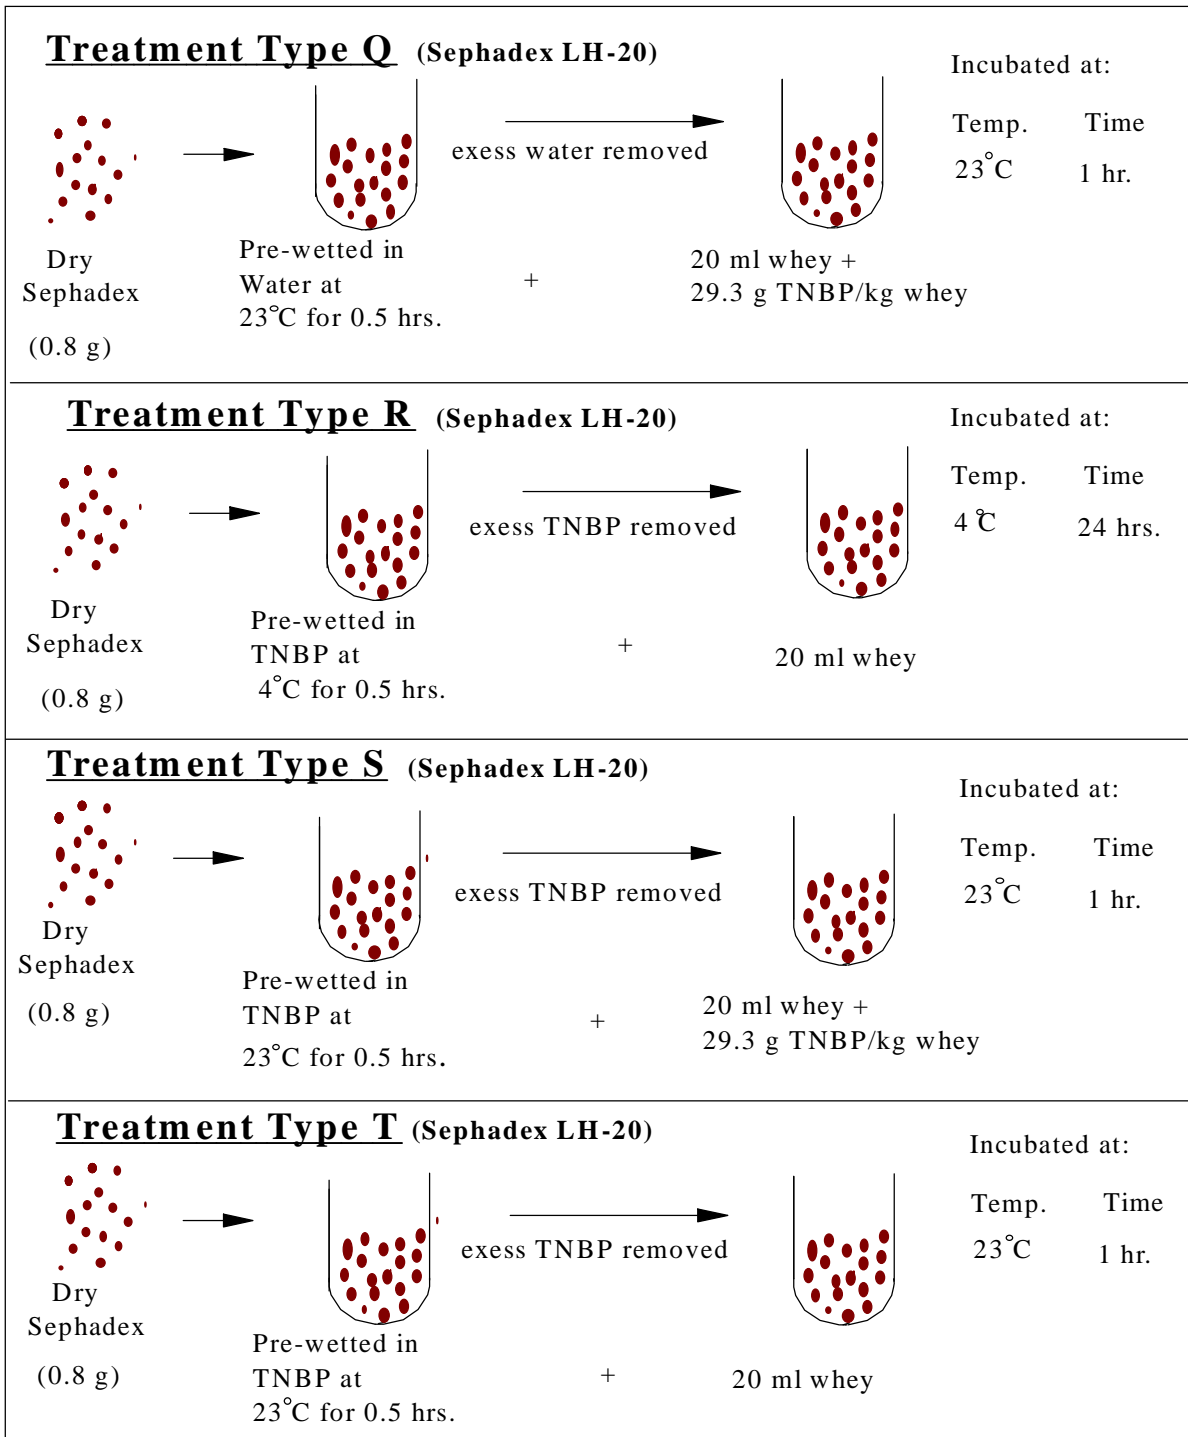 Treatment Type Q (Sephadex LH-20)
Incubated at:
Temp. Time
23°C 1 hr.
exess water removed
Dry
Sephadex
(0.8 g)
Pre-wetted in
Water at
23°C for 0.5 hrs.
+
20 ml whey +
29.3 g TNBP/kg whey
Treatment Type R (Sephadex LH-20)
Incubated at:
Temp. Time
4°C 24 hrs.
exess TNBP removed
Dry
Sephadex
(0.8 g)
Pre-wetted in
TNBP at
4°C for 0.5 hrs.
+
20 ml whey
Treatment Type S (Sephadex LH-20)
Incubated at:
Temp. Time
23°C 1 hr.
exess TNBP removed
Dry
Sephadex
(0.8 g)
Pre-wetted in
TNBP at
23°C for 0.5 hrs.
+
20 ml whey +
29.3 g TNBP/kg whey
Treatment Type T (Sephadex LH-20)
Incubated at:
Temp. Time
23°C 1 hr.
exess TNBP removed
Dry
Sephadex
(0.8 g)
Pre-wetted in
TNBP at
23°C for 0.5 hrs.
+
20 ml whey